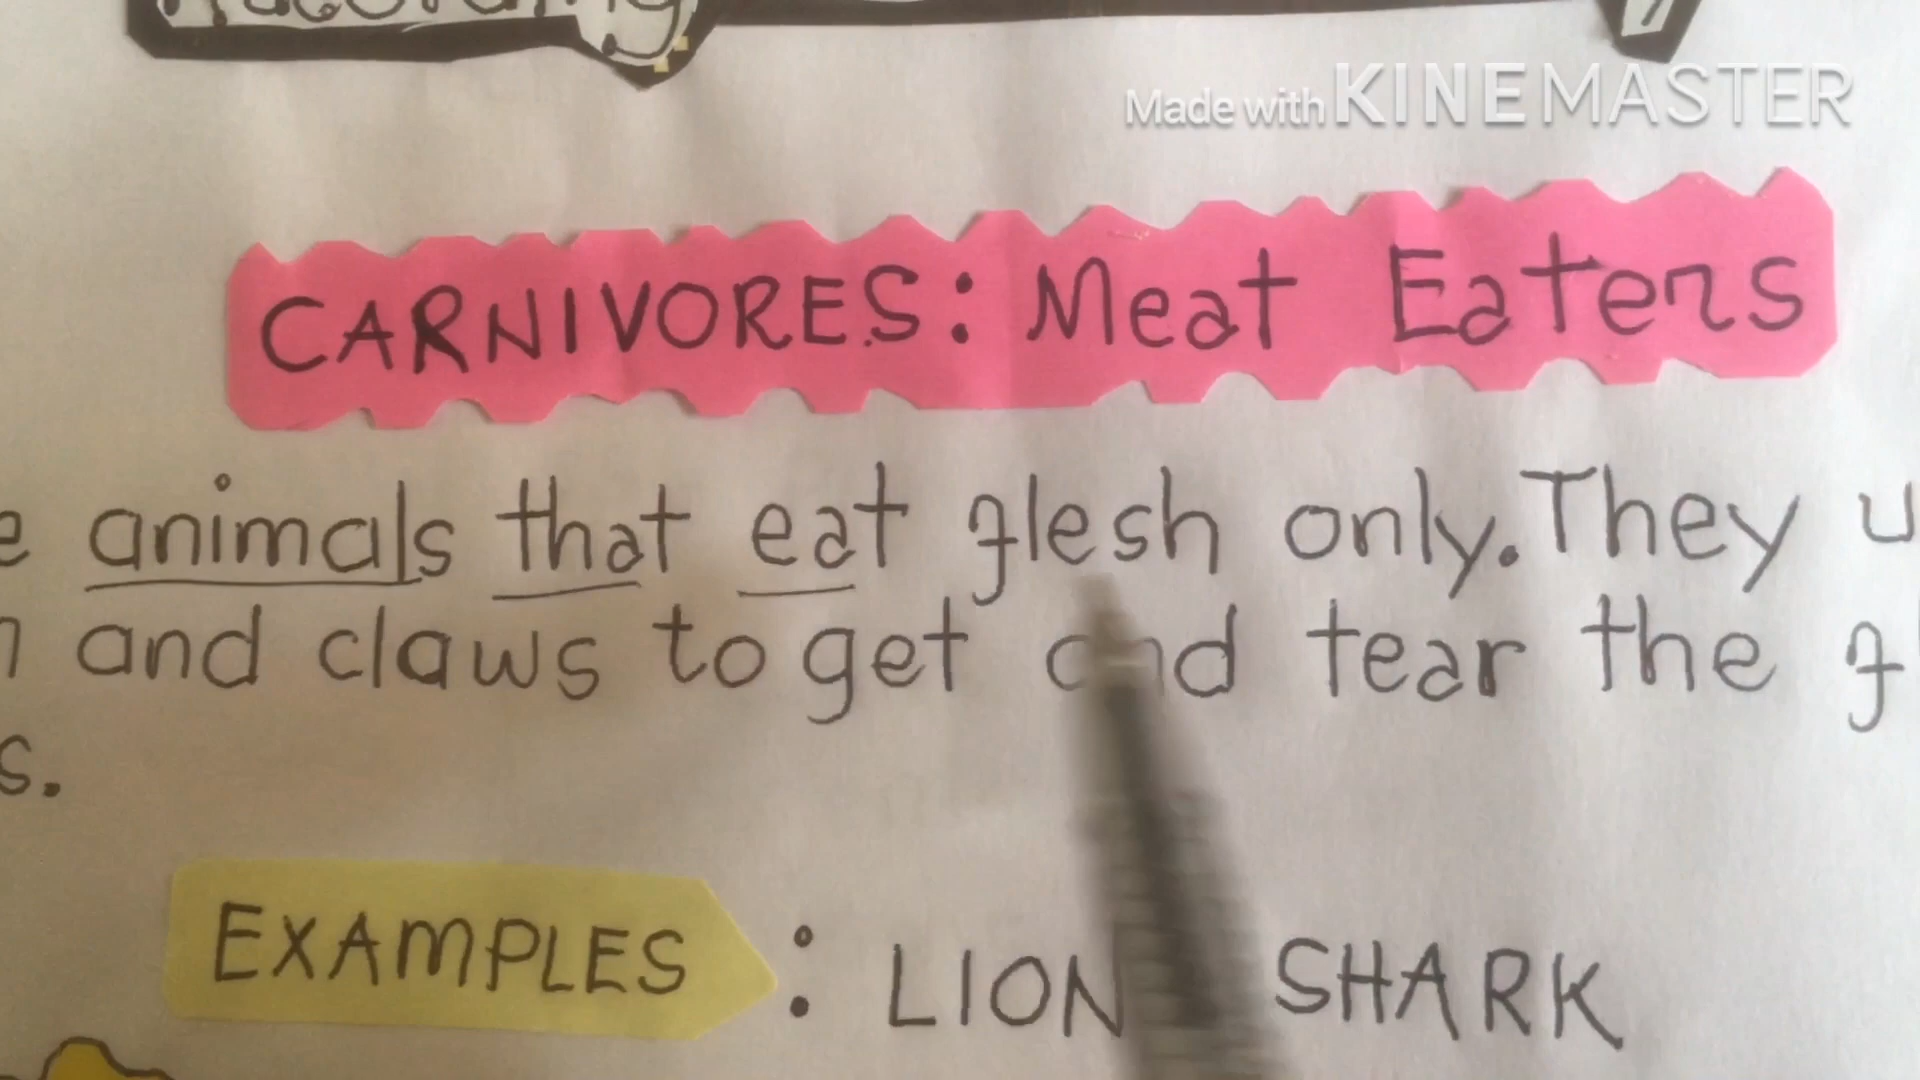 According
Made with KINEMASTER
CARNIVORES: Meat Eaters
animals that eat flesh only. They
and claws to get and tear the
EXAMPLES : LION SHARK